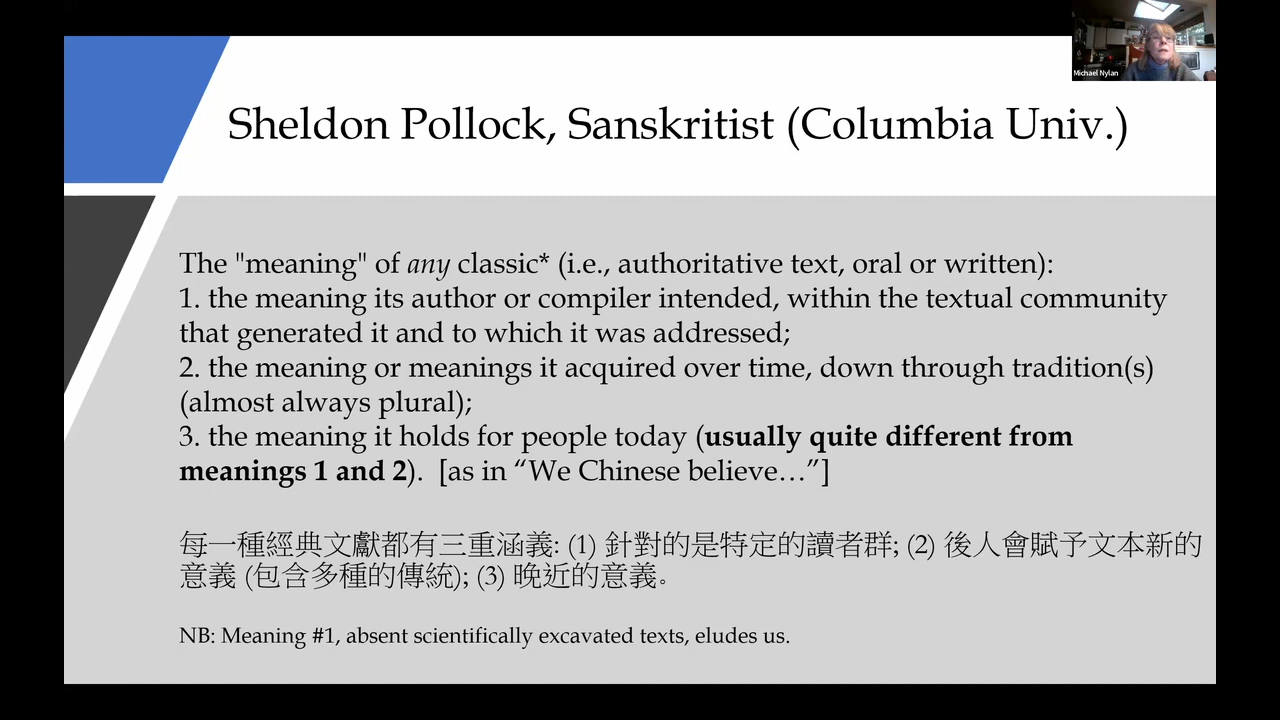 Michael Nylan
Sheldon Pollock, Sanskritist (Columbia Univ.)
The "meaning" of any classic* (i.e., authoritative text, oral or written):
1. the meaning its author or compiler intended, within the textual community
that generated it and to which it was addressed;
2. the meaning or meanings it acquired over time, down through tradition(s)
(almost always plural);
3. the meaning it holds for people today (usually quite different from
meanings 1 and 2).  [as in “We Chinese believe…”]
每一種經典文獻都有三重涵義: (1) 針對的是特定的讀者群; (2) 後人會賦予文本新的
意義 (包含多種的傳統); (3) 晚近的意義。
NB: Meaning #1, absent scientifically excavated texts, eludes us.